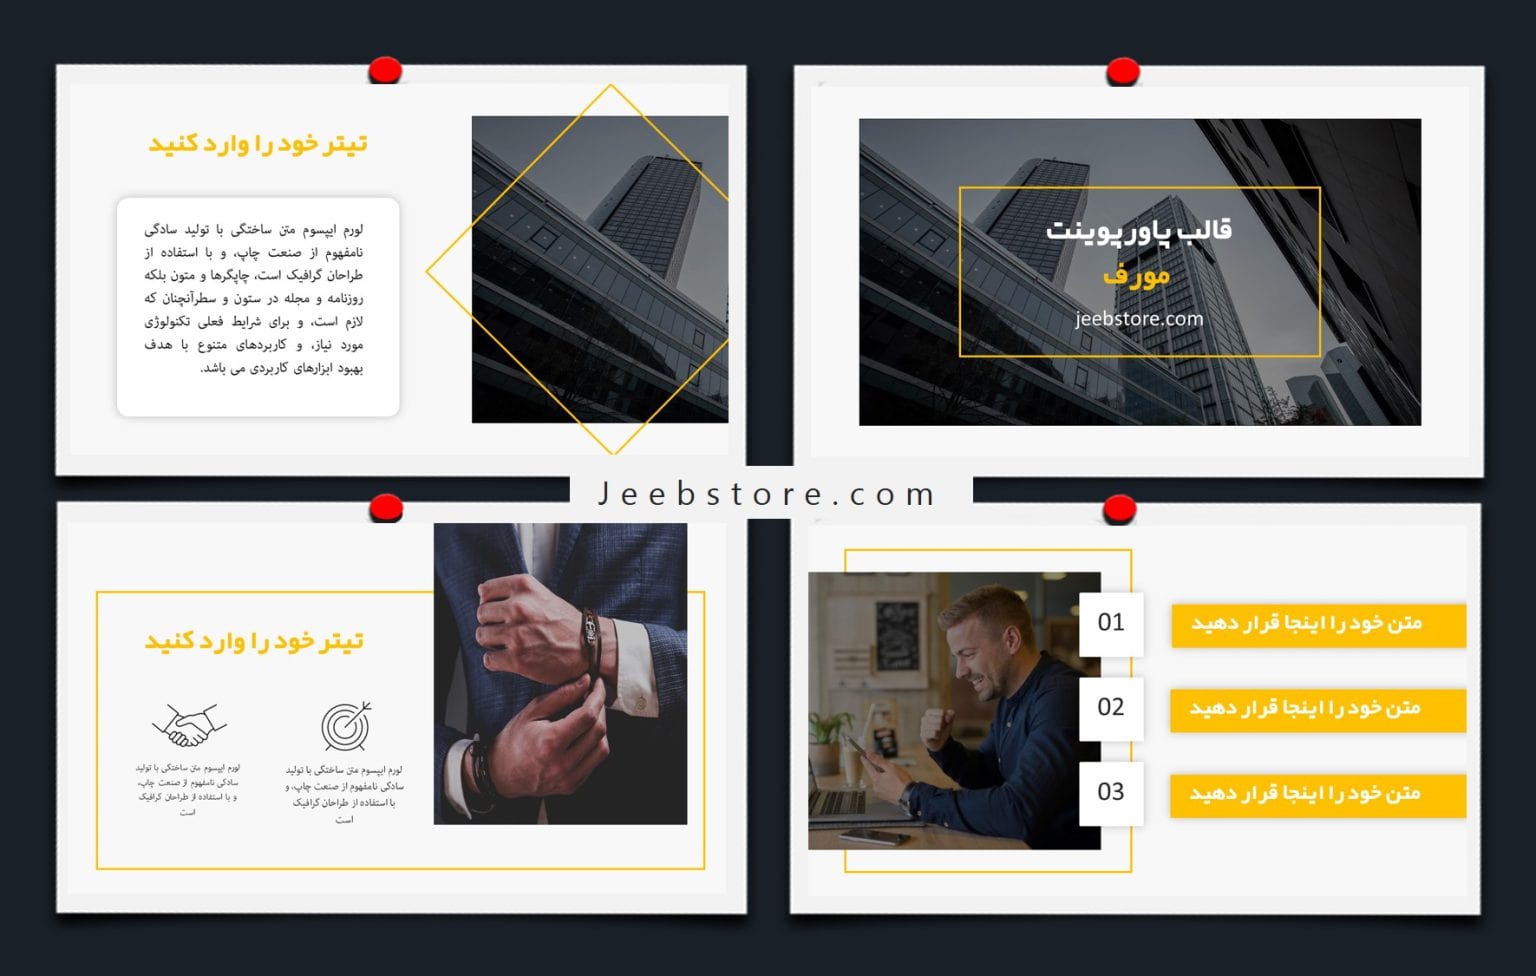 قالب پاورپوینت
مورف
jeebstore.com
تیتر خود را وارد کنید
لورم ایپسوم متن ساختگی با تولید سادگی
نامفهوم از صنعت چاپ، و با استفاده از
طراحان گرافیک است، چاپگرها و متون بلکه
روزنامه و مجله در ستون و سطرآنچنان که
لازم است، و برای شرایط فعلی تکنولوژی
مورد نیاز، و کاربردهای متنوع با هدف
بهبود ابزارهای کاربردی می باشد.
Jeebstore.com
01
متن خود را اینجا قرار دهید
02
متن خود را اینجا قرار دهید
03
متن خود را اینجا قرار دهید
تیتر خود را وارد کنید
لورم ایپسوم متن ساختگی با تولید
سادگی نامفهوم از صنعت چاپ، و
با استفاده از طراحان گرافیک
است
لورم ایپسوم متن ساختگی با تولید
سادگی نامفهوم از صنعت چاپ،
و با استفاده از طراحان گرافیک
است